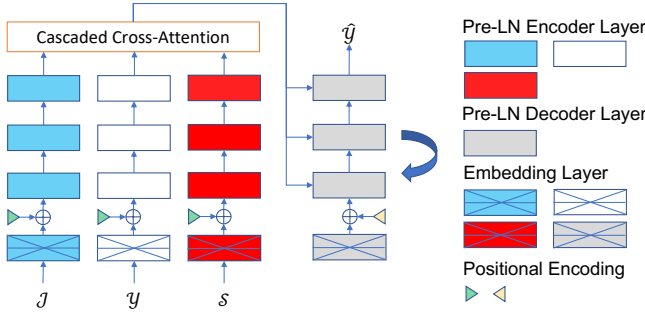 Cascaded Cross-Attention
ŷ
𝒥
𝒴
𝒮
Pre-LN Encoder Layer
Pre-LN Decoder Layer
Embedding Layer
Positional Encoding